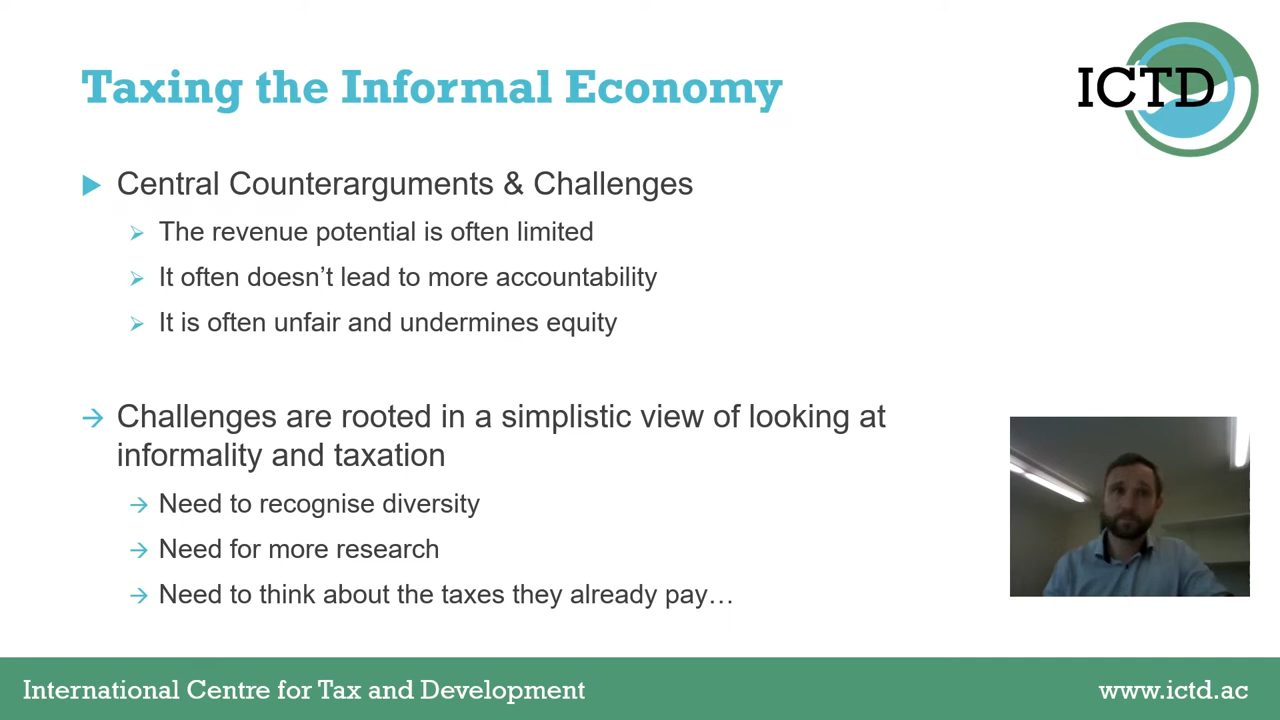 Taxing the Informal Economy
ICTD
Central Counterarguments & Challenges
The revenue potential is often limited
It often doesn’t lead to more accountability
It is often unfair and undermines equity
Challenges are rooted in a simplistic view of looking at
informality and taxation
Need to recognise diversity
Need for more research
Need to think about the taxes they already pay…
International Centre for Tax and Development
www.ictd.ac